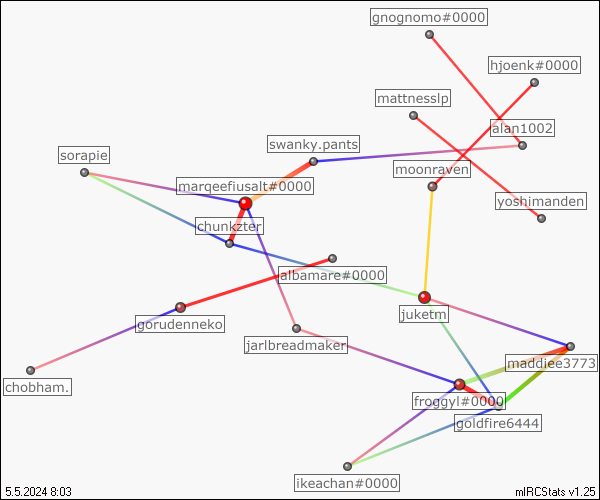 gnognomo#0000
hjoenk#0000
mattnesslp
alan1002
swanky.pants
sorapie
moonraven
marqeefiusalt#0000
yoshimanden
chunkzter
albamare#0000
juketm
gorudenneko
jarlbreadmaker
maddiee3773
chobham.
froggyl#0000
goldfire6444
ikeachan#0000
5.5.2024 8:03
mIRCStats v1.25